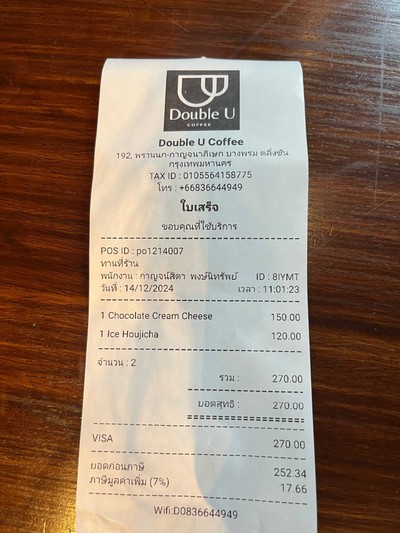 Double U
COFFEE
Double U Coffee
192, พรานนก-กาญจนาภิเษก บางพรม ตลิ่งชัน
กรุงเทพมหานคร
TAX ID : 0105564158775
โทร : +66836644949
ใบเสร็จ
ขอบคุณที่ใช้บริการ
POS ID : po1214007
ทานที่ร้าน
พนักงาน : กาญจน์สิตา พงษ์นิทรัพย์ ID : 8IYMT
วันที่ : 14/12/2024 เวลา : 11:01:23
1 Chocolate Cream Cheese 150.00
1 Ice Houjicha 120.00
จำนวน : 2
รวม : 270.00
ยอดสุทธิ : 270.00
VISA 270.00
ยอดก่อนภาษี 252.34
ภาษีมูลค่าเพิ่ม (7%) 17.66
Wifi:D0836644949